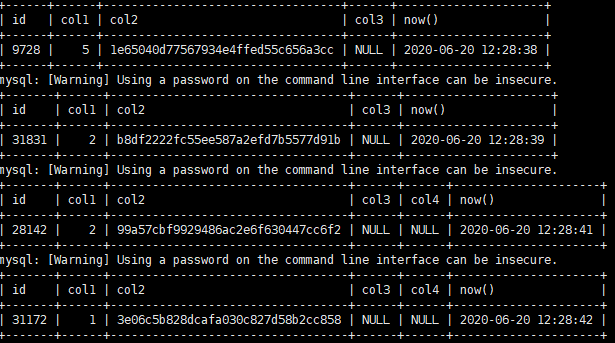 +-------+------+----------------------------------+------+---------------------+
| id   | col1 | col2                             | col3 | now()               |
+------+------+----------------------------------+------+---------------------+
| 9728 |    5 | 1e65040d77567934e4ffed55c656a3cc | NULL | 2020-06-20 12:28:38 |
+------+------+----------------------------------+------+---------------------+
mysql: [Warning] Using a password on the command line interface can be insecure.
+-------+------+----------------------------------+------+---------------------+
| id    | col1 | col2                             | col3 | now()               |
+-------+------+----------------------------------+------+---------------------+
| 31831 |    2 | b8df2222fc55ee587a2efd7b5577d91b | NULL | 2020-06-20 12:28:39 |
+-------+------+----------------------------------+------+---------------------+
mysql: [Warning] Using a password on the command line interface can be insecure.
+-------+------+----------------------------------+------+------+---------------------+
| id    | col1 | col2                             | col3 | col4 | now()               |
+-------+------+----------------------------------+------+------+---------------------+
| 28142 |    2 | 99a57cbf9929486ac2e6f630447cc6f2 | NULL | NULL | 2020-06-20 12:28:41 |
+-------+------+----------------------------------+------+------+---------------------+
mysql: [Warning] Using a password on the command line interface can be insecure.
+-------+------+----------------------------------+------+------+---------------------+
| id    | col1 | col2                             | col3 | col4 | now()               |
+-------+------+----------------------------------+------+------+---------------------+
| 31172 |    1 | 3e06c5b828dcafa030c827d58b2cc858 | NULL | NULL | 2020-06-20 12:28:42 |
+-------+------+----------------------------------+------+------+---------------------+